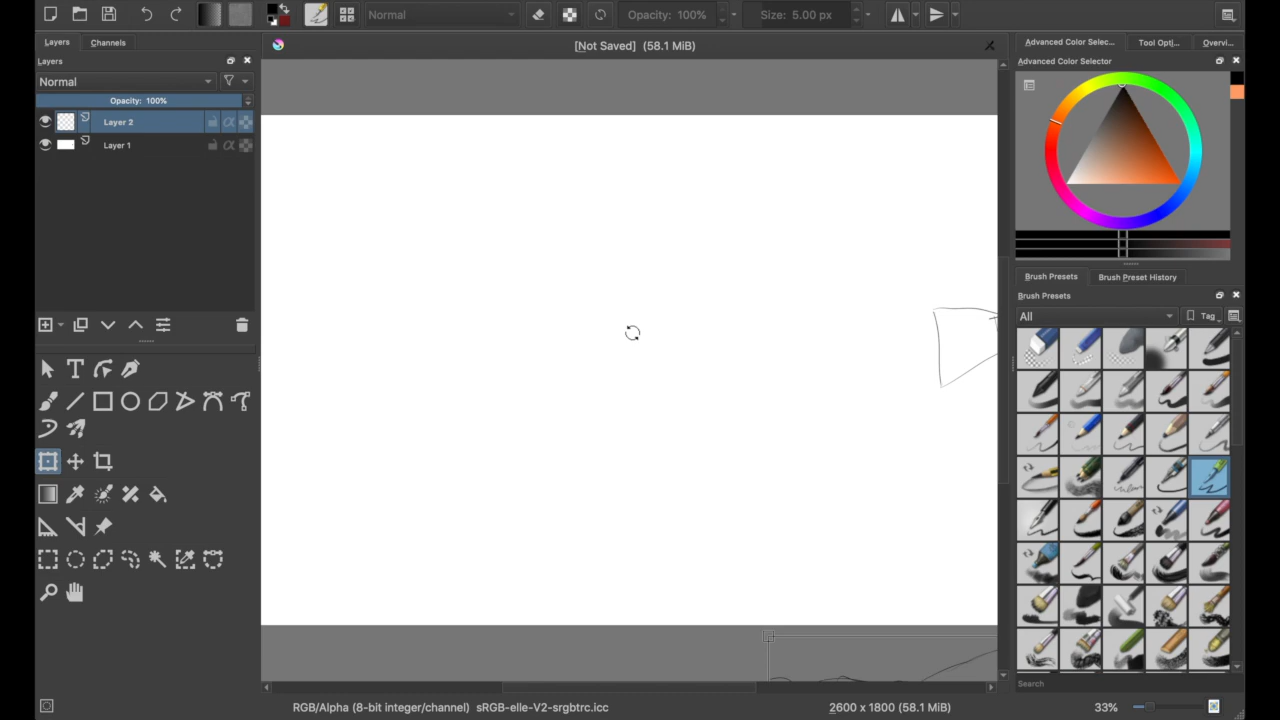 Normal
Opacity: 100%
Size: 5.00 px
Layers
Channels
[Not Saved] (58.1 MiB)
Advanced Color Selec...
Tool Opti...
Overvi...
Layers
Advanced Color Selector
Normal
Opacity: 100%
Layer 2
Layer 1
Brush Presets
Brush Preset History
Brush Presets
All
Tag
Search
RGB/Alpha (8-bit integer/channel) sRGB-elle-V2-srgbtrc.icc
2600 x 1800 (58.1 MiB)
33%